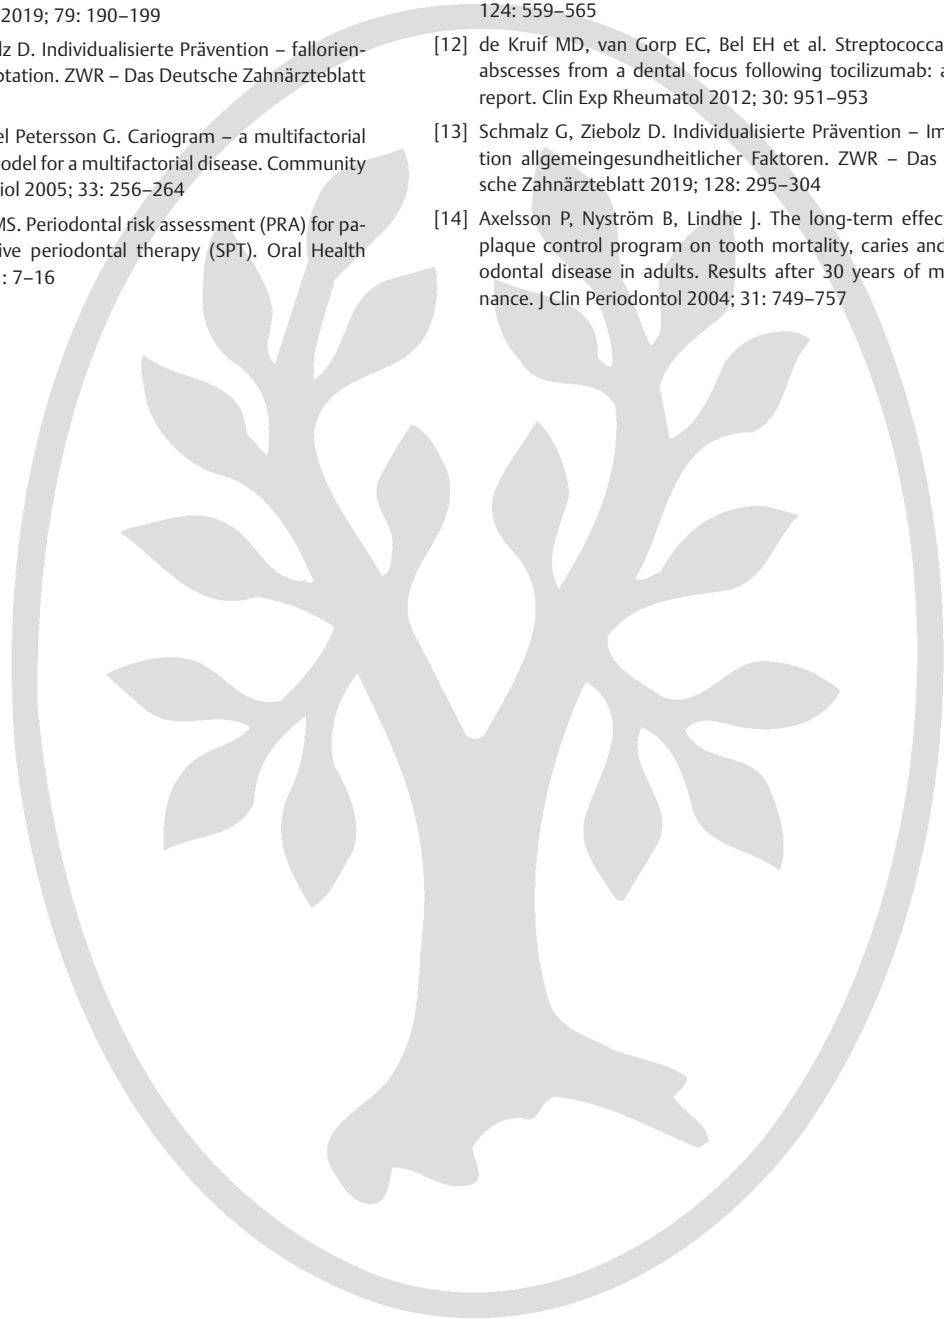 2019; 79: 190–199
lz D. Individualisierte Prävention – fallorien-
ptation. ZWR – Das Deutsche Zahnärzteblatt
el Petersson G. Cariogram – a multifactorial
odel for a multifactorial disease. Community
iol 2005; 33: 256–264
MS. Periodontal risk assessment (PRA) for pa-
ive periodontal therapy (SPT). Oral Health
: 7–16
124: 559–565
[12] de Kruif MD, van Gorp EC, Bel EH et al. Streptococca
abscesses from a dental focus following tocilizumab: a
report. Clin Exp Rheumatol 2012; 30: 951–953
[13] Schmalz G, Ziebolz D. Individualisierte Prävention – Im
tion allgemeingesundheitlicher Faktoren. ZWR – Das
sche Zahnärzteblatt 2019; 128: 295–304
[14] Axelsson P, Nyström B, Lindhe J. The long-term effec
plaque control program on tooth mortality, caries and
odontal disease in adults. Results after 30 years of m
nance. J Clin Periodontol 2004; 31: 749–757